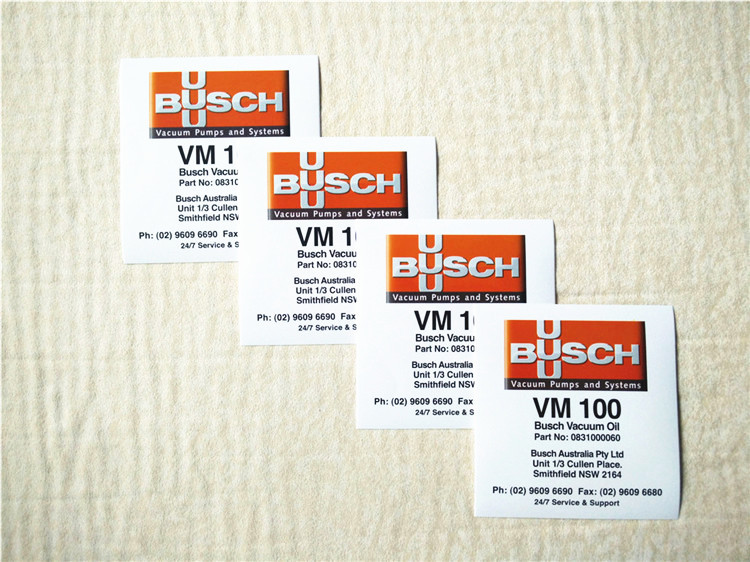 U
BUSCH
U
Vacuum Pumps and Systems
VM 1
Busch Vacuu
Part No: 0831
Busch Australia
Unit 1/3 Cullen
Smithfield NSW
Ph: (02) 9609 6690 Fax:
24/7 Service & S
U
BUSCH
U
Vacuum Pumps and Systems
VM 10
Busch Vacuu
Part No: 08310
Busch Austra
Unit 1/3 Cullen
Smithfield NSW
Ph: (02) 9609 6690 Fax
24/7 Service & S
U
BUSCH
U
Vacuum Pumps and Systems
VM 10
Busch Vacu
Part No: 08310
Busch Austra
Unit 1/3 Cullen
Smithfield NSW
Ph: (02) 9609 6690 Fax:
24/7 Service & S
U
BUSCH
U
Vacuum Pumps and Systems
VM 100
Busch Vacuum Oil
Part No: 0831000060
Busch Australia Pty Ltd
Unit 1/3 Cullen Place.
Smithfield NSW 2164
Ph: (02) 9609 6690 Fax: (02) 9609 6680
24/7 Service & Support